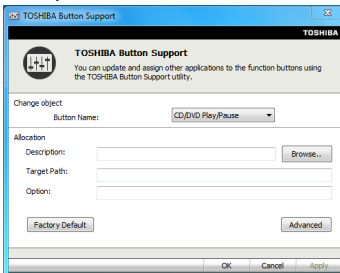 TOSHIBA Button Support
TOSHIBA
TOSHIBA Button Support
You can update and assign other applications to the function buttons using
the TOSHIBA Button Support utility.
Change object
Button Name:
CD/DVD Play/Pause
Allocation
Description:
Browse..
Target Path:
Option:
Factory Default
Advanced
OK
Cancel
Apply